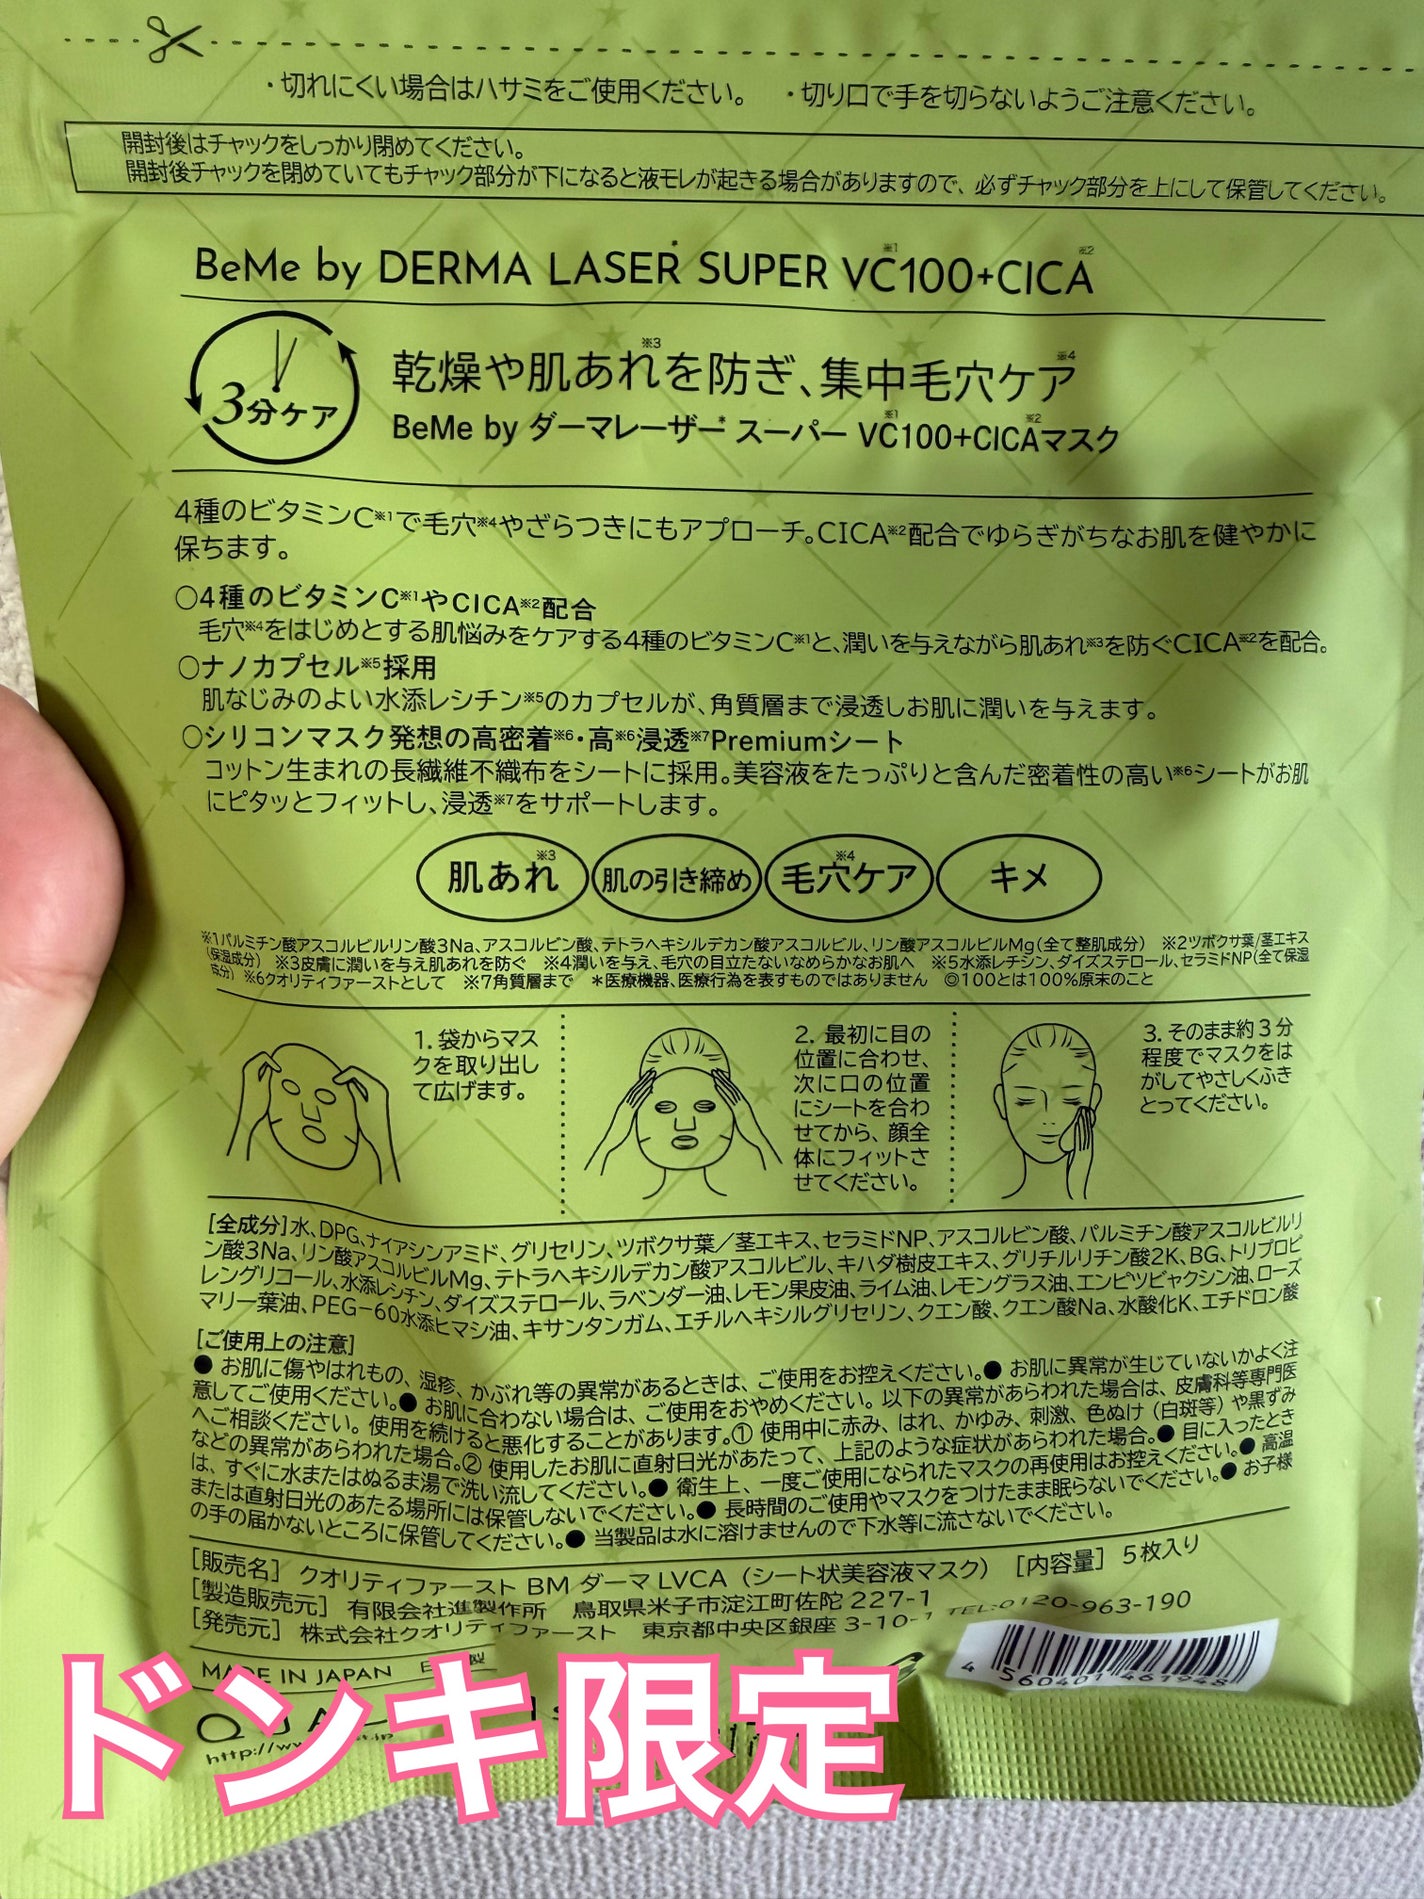 ・切れにくい場合はハサミをご使用ください。 ・切り口で手を切らないようご注意ください。
開封後はチャックをしっかり閉めてください。
開封後チャックを閉めていてもチャック部分が下になると液モレが起きる場合がありますので、必ずチャック部分を上にして保管してください。
BeMe by DERMA LASER* SUPER VC※1100+CICA※2
3分ケア
乾燥や肌あれ※3を防ぎ、集中毛穴ケア※4
BeMe by ダーマレーザー* スーパー VC※1100+CICA※2マスク
4種のビタミンC※1で毛穴※4やざらつきにもアプローチ。CICA※2配合でゆらぎがちなお肌を健やかに
保ちます。
○4種のビタミンC※1やCICA※2配合
毛穴※4をはじめとする肌悩みをケアする4種のビタミンC※1と、潤いを与えながら肌あれ※3を防ぐCICA※2を配合。
○ナノカプセル※5採用
肌なじみのよい水添レシチン※5のカプセルが、角質層まで浸透しお肌に潤いを与えます。
○シリコンマスク発想の高密着※6・高※6浸透※7Premiumシート
コットン生まれの長繊維不織布をシートに採用。美容液をたっぷりと含んだ密着性の高い※6シートがお肌
にピタッとフィットし、浸透※7をサポートします。
肌あれ※3 肌の引き締め 毛穴ケア※4 キメ
※1パルミチン酸アスコルビルリン酸3Na、アスコルビン酸、テトラヘキシルデカン酸アスコルビル、リン酸アスコルビルMg(全て整肌成分) ※2ツボクサ葉/茎エキス
(保湿成分) ※3皮膚に潤いを与え肌あれを防ぐ ※4潤いを与え、毛穴の目立たないなめらかなお肌へ ※5水添レチシン、ダイズステロール、セラミドNP(全て保湿
成分) ※6クオリティファーストとして ※7角質層まで *医療機器、医療行為を表すものではありません ◎100とは100%原末のこと
1. 袋からマス
クを取り出し
て広げます。
2. 最初に目の
位置に合わせ、
次に口の位置
にシートを合わ
せてから、顔全
体にフィットさ
せてください。
3. そのまま約3分
程度でマスクをは
がしてやさしくふき
とってください。
[全成分]水、DPG、ナイアシンアミド、グリセリン、ツボクサ葉/茎エキス、セラミドNP、アスコルビン酸、パルミチン酸アスコルビルリ
ン酸3Na、リン酸アスコルビルMg、テトラヘキシルデカン酸アスコルビル、キハダ樹皮エキス、グリチルリチン酸2K、BG、トリプロピ
レングリコール、水添レシチン、ダイズステロール、ラベンダー油、レモン果皮油、ライム油、レモングラス油、エンピツビャクシン油、ローズ
マリー葉油、PEG-60水添ヒマシ油、キサンタンガム、エチルヘキシルグリセリン、クエン酸、クエン酸Na、水酸化K、エチドロン酸
[ご使用上の注意]
● お肌に傷やはれもの、湿疹、かぶれ等の異常があるときは、ご使用をお控えください。● お肌に異常が生じていないかよく注
意してご使用ください。● お肌に合わない場合は、ご使用をおやめください。以下の異常があらわれた場合は、皮膚科等専門医
へご相談ください。使用を続けると悪化することがあります。① 使用中に赤み、はれ、かゆみ、刺激、色ぬけ（白斑等）や黒ずみ
などの異常があらわれた場合。② 使用したお肌に直射日光があたって、上記のような症状があらわれた場合。● 目に入ったとき
は、すぐに水またはぬるま湯で洗い流してください。● 衛生上、一度ご使用になられたマスクの再使用はお控えください。● 高温
または直射日光のあたる場所には保管しないでください。● 長時間のご使用やマスクをつけたまま眠らないでください。● お子様
の手の届かないところに保管してください。● 当製品は水に溶けませんので下水等に流さないでください。
[販売名] クオリティファースト BM ダーマ LVCA（シート状美容液マスク） [内容量] 5枚入り
[製造販売元] 有限会社進製作所 鳥取県米子市淀江町佐陀 227-1
[発売元] 株式会社クオリティファースト 東京都中央区銀座 3-10-1 TEL:0120-963-190
MADE IN JAPAN
4 560401 461948
ドンキ限定